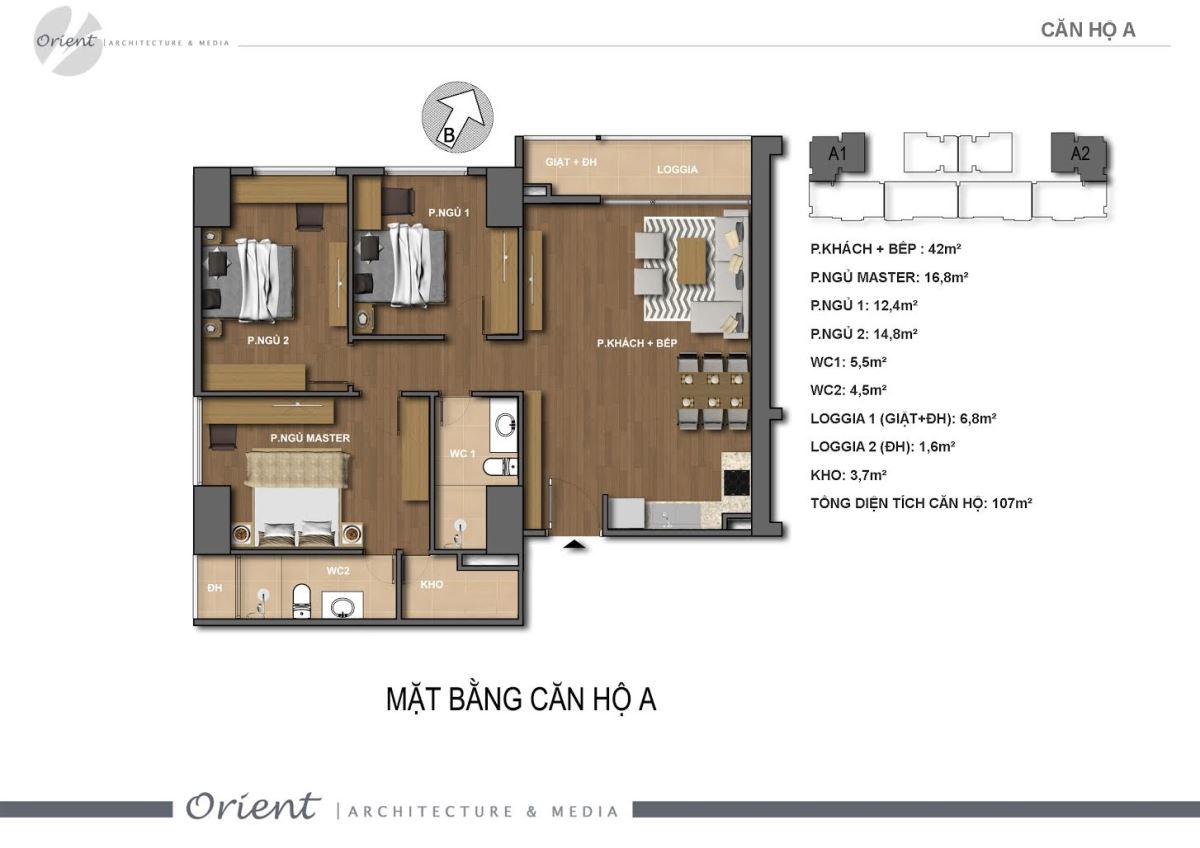 Orient | ARCHITECTURE & MEDIA
CĂN HỘ A
B
GIẶT + ĐH
LOGGIA
A1
A2
P.NGỦ 1
P.NGỦ 2
P.KHÁCH + BẾP
P.NGỦ MASTER
WC 1
WC2
ĐH
KHO
P.KHÁCH + BẾP : 42m²
P.NGỦ MASTER: 16,8m²
P.NGỦ 1: 12,4m²
P.NGỦ 2: 14,8m²
WC1: 5,5m²
WC2: 4,5m²
LOGGIA 1 (GIẶT+ĐH): 6,8m²
LOGGIA 2 (ĐH): 1,6m²
KHO: 3,7m²
TỔNG DIỆN TÍCH CĂN HỘ: 107m²
MẶT BẰNG CĂN HỘ A
Orient | ARCHITECTURE & MEDIA